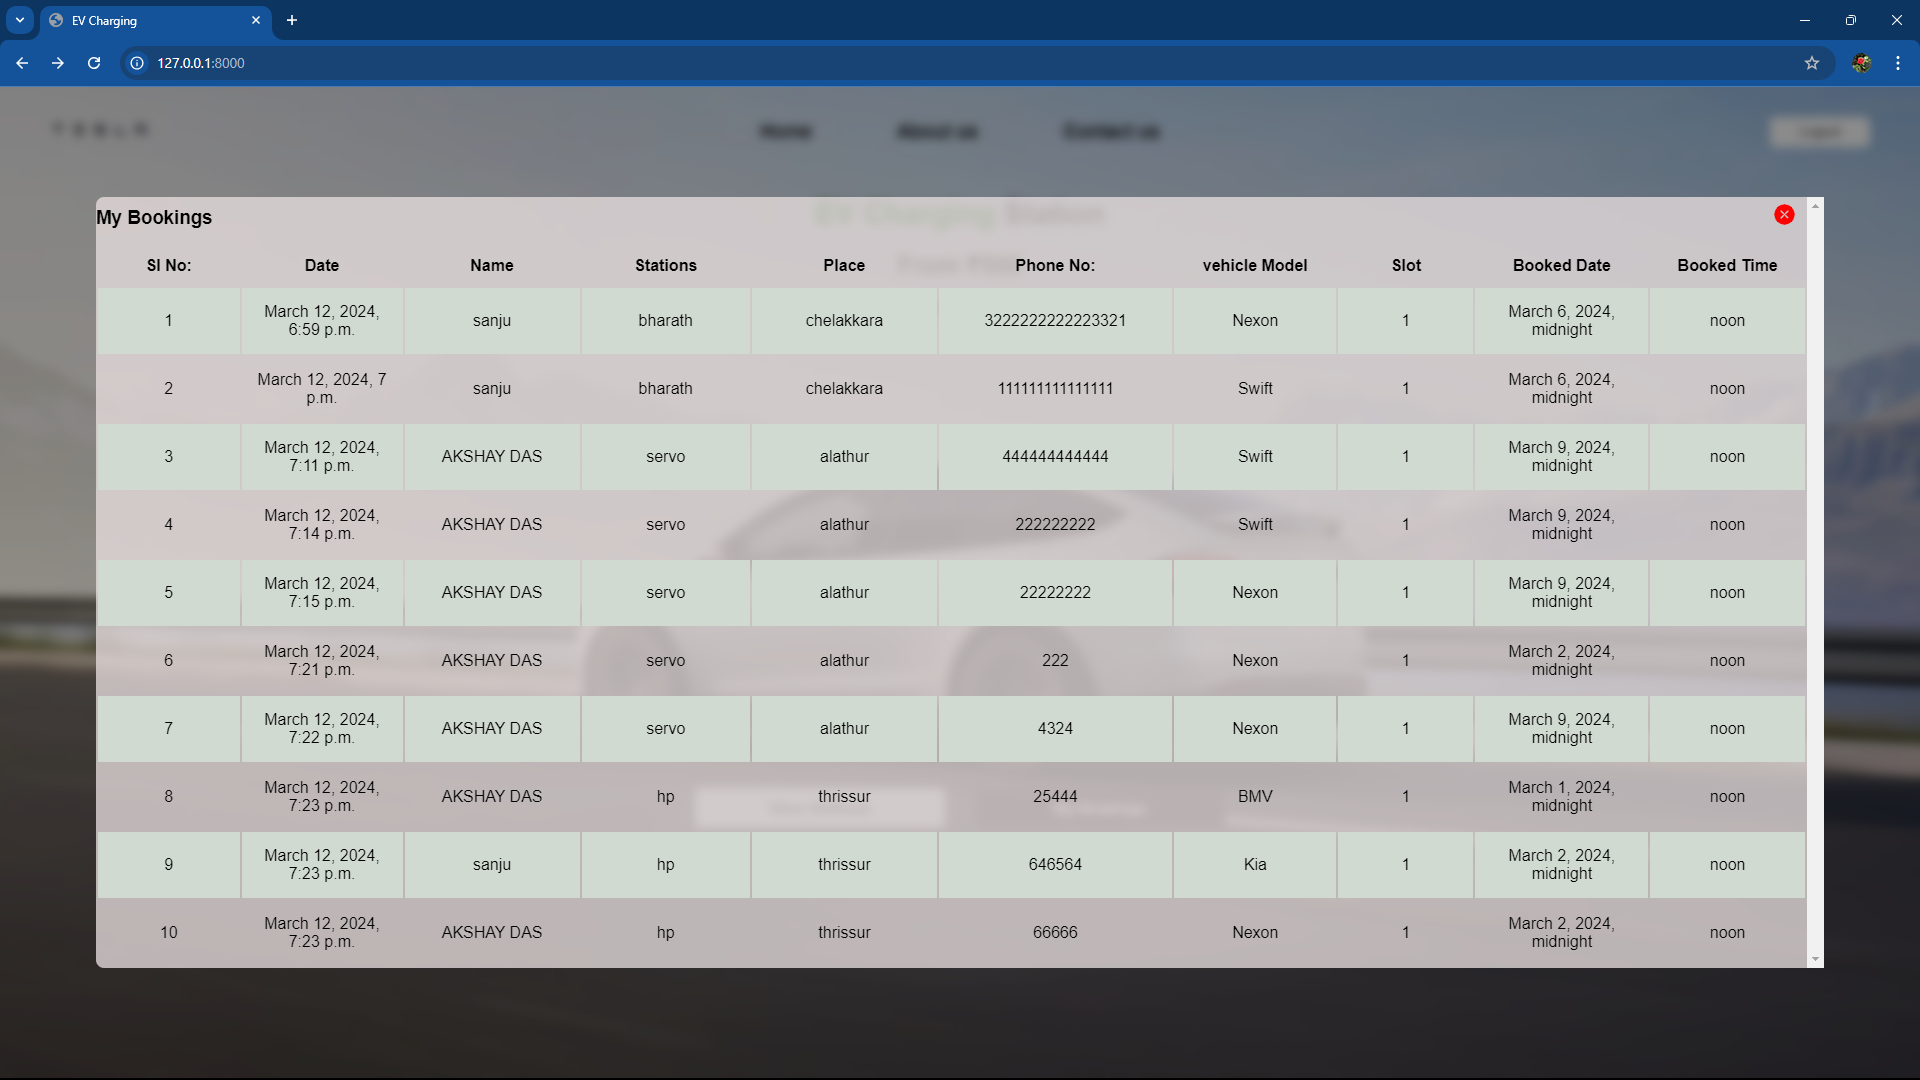 EV Charging
127.0.0.1:8000
T E S L A
Home About us Contact us
EV Charging Station
My Bookings
Sl No: Date Name Stations Place Phone No: vehicle Model Slot Booked Date Booked Time
1 March 12, 2024, 6:59 p.m. sanju bharath chelakkara 3222222222223321 Nexon 1 March 6, 2024, midnight noon
2 March 12, 2024, 7 p.m. sanju bharath chelakkara 111111111111111 Swift 1 March 6, 2024, midnight noon
3 March 12, 2024, 7:11 p.m. AKSHAY DAS servo alathur 444444444444 Swift 1 March 9, 2024, midnight noon
4 March 12, 2024, 7:14 p.m. AKSHAY DAS servo alathur 222222222 Swift 1 March 9, 2024, midnight noon
5 March 12, 2024, 7:15 p.m. AKSHAY DAS servo alathur 22222222 Nexon 1 March 9, 2024, midnight noon
6 March 12, 2024, 7:21 p.m. AKSHAY DAS servo alathur 222 Nexon 1 March 2, 2024, midnight noon
7 March 12, 2024, 7:22 p.m. AKSHAY DAS servo alathur 4324 Nexon 1 March 9, 2024, midnight noon
8 March 12, 2024, 7:23 p.m. AKSHAY DAS hp thrissur 25444 BMV 1 March 1, 2024, midnight noon
9 March 12, 2024, 7:23 p.m. sanju hp thrissur 646564 Kia 1 March 2, 2024, midnight noon
10 March 12, 2024, 7:23 p.m. AKSHAY DAS hp thrissur 66666 Nexon 1 March 2, 2024, midnight noon